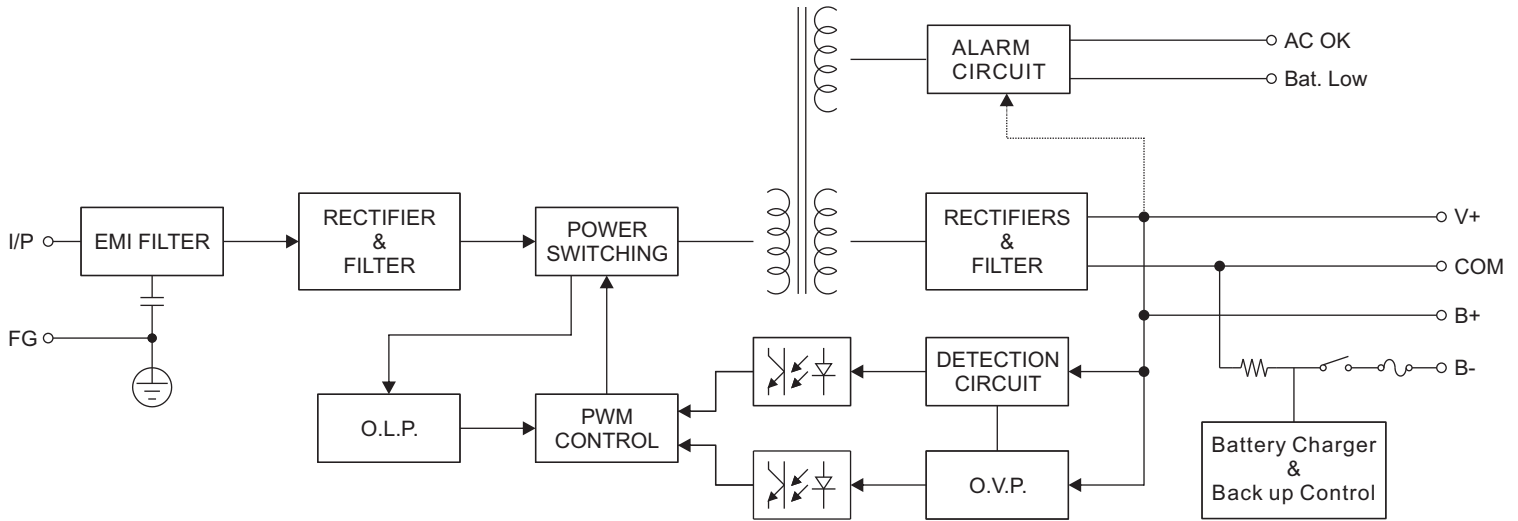 ALARM
CIRCUIT
AC OK
Bat. Low
I/P
EMI FILTER
RECTIFIER
&
FILTER
POWER
SWITCHING
RECTIFIERS
&
FILTER
V+
COM
B+
B-
FG
O.L.P.
PWM
CONTROL
DETECTION
CIRCUIT
O.V.P.
Battery Charger
&
Back up Control